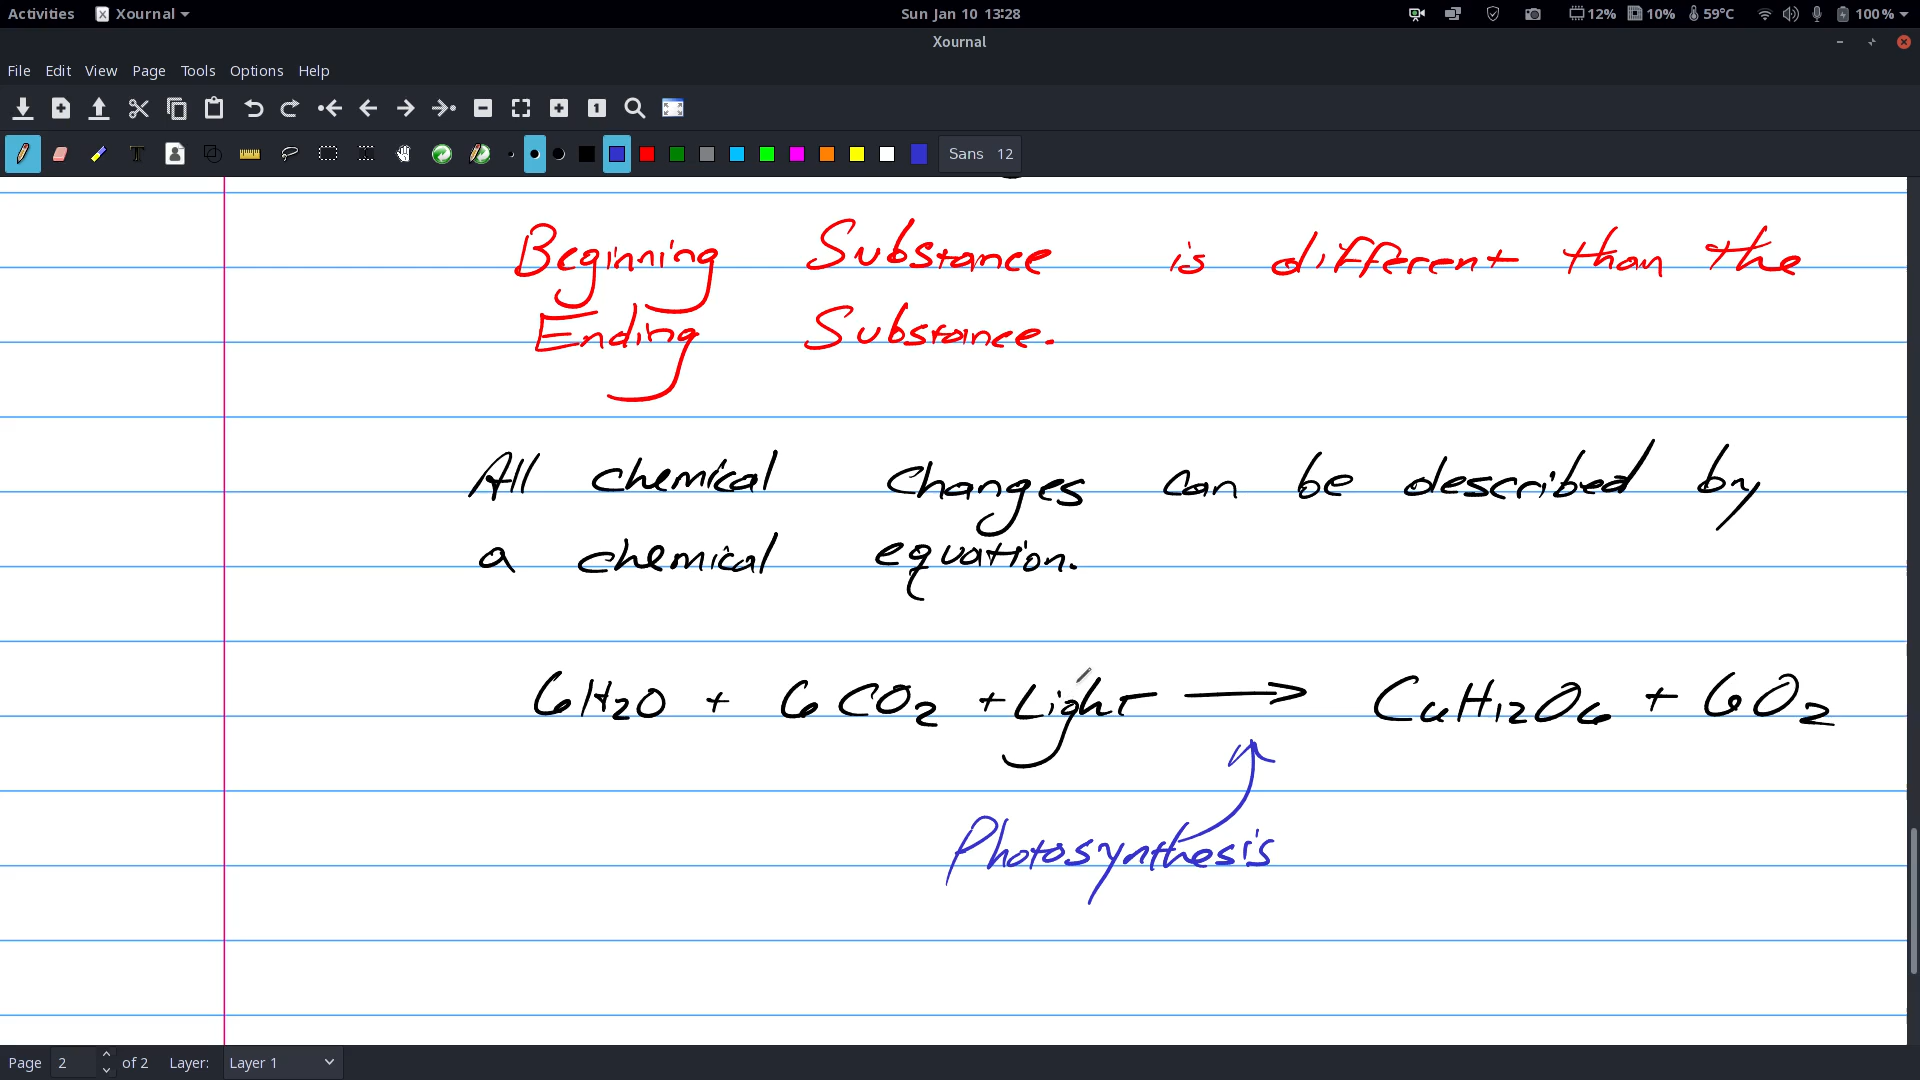 Activities Xournal Sun Jan 10 13:28 12% 10% 59°C 100%
Xournal
File Edit View Page Tools Options Help
Sans 12
Beginning Substance is different than the
Ending Substance.
All chemical changes can be described by
a chemical equation.
6H2O + 6CO2 + Light → C6H12O6 + 6O2
Photosynthesis
Page 2 of 2 Layer: Layer 1